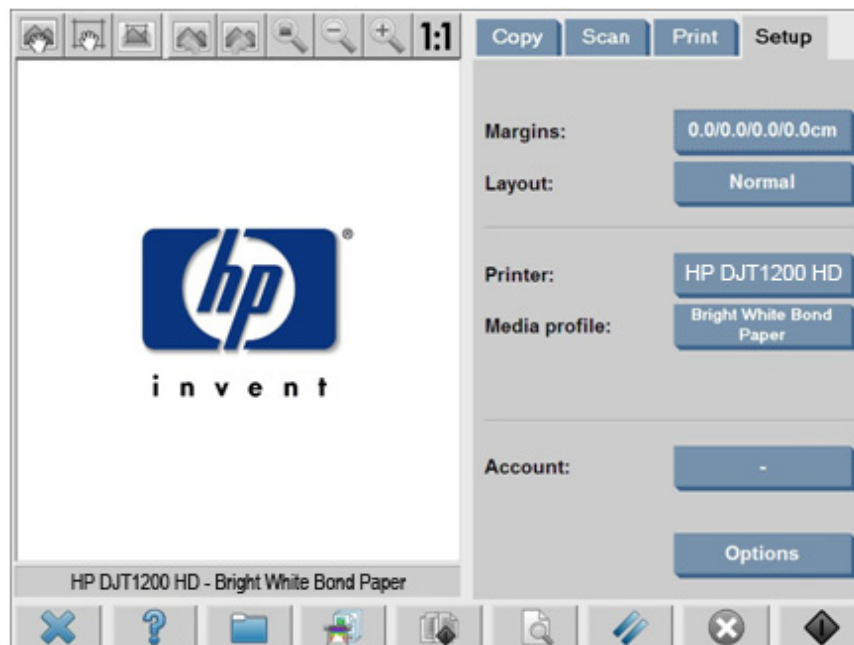 1:1
Copy
Scan
Print
Setup
Margins:
0.0/0.0/0.0/0.0cm
Layout:
Normal
hp
®
invent
Printer:
HP DJT1200 HD
Media profile:
Bright White Bond
Paper
Account:
-
Options
HP DJT1200 HD - Bright White Bond Paper
?